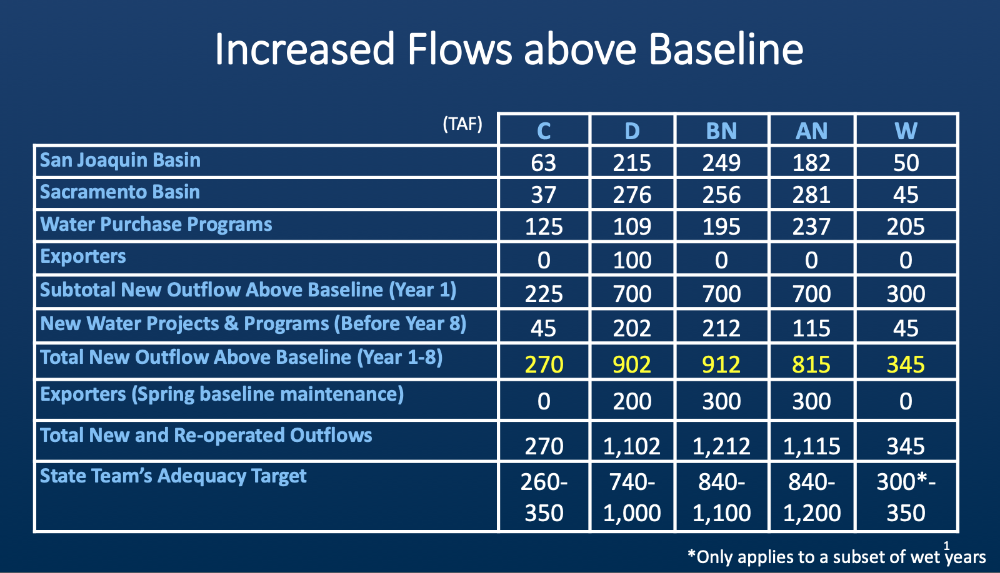 Increased Flows above Baseline
(TAF) C D BN AN W
San Joaquin Basin 63 215 249 182 50
Sacramento Basin 37 276 256 281 45
Water Purchase Programs 125 109 195 237 205
Exporters 0 100 0 0 0
Subtotal New Outflow Above Baseline (Year 1) 225 700 700 700 300
New Water Projects & Programs (Before Year 8) 45 202 212 115 45
Total New Outflow Above Baseline (Year 1-8) 270 902 912 815 345
Exporters (Spring baseline maintenance) 0 200 300 300 0
Total New and Re-operated Outflows 270 1,102 1,212 1,115 345
State Team’s Adequacy Target 260- 740- 840- 840- 300*-
350 1,000 1,100 1,200 350
1
*Only applies to a subset of wet years